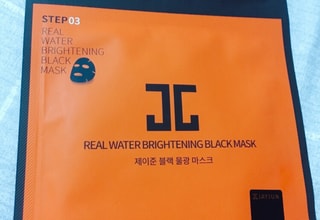 STEP 03
REAL
WATER
BRIGHTENING
BLACK
MASK
REAL WATER BRIGHTENING BLACK MASK
제이준 블랙 물광 마스크